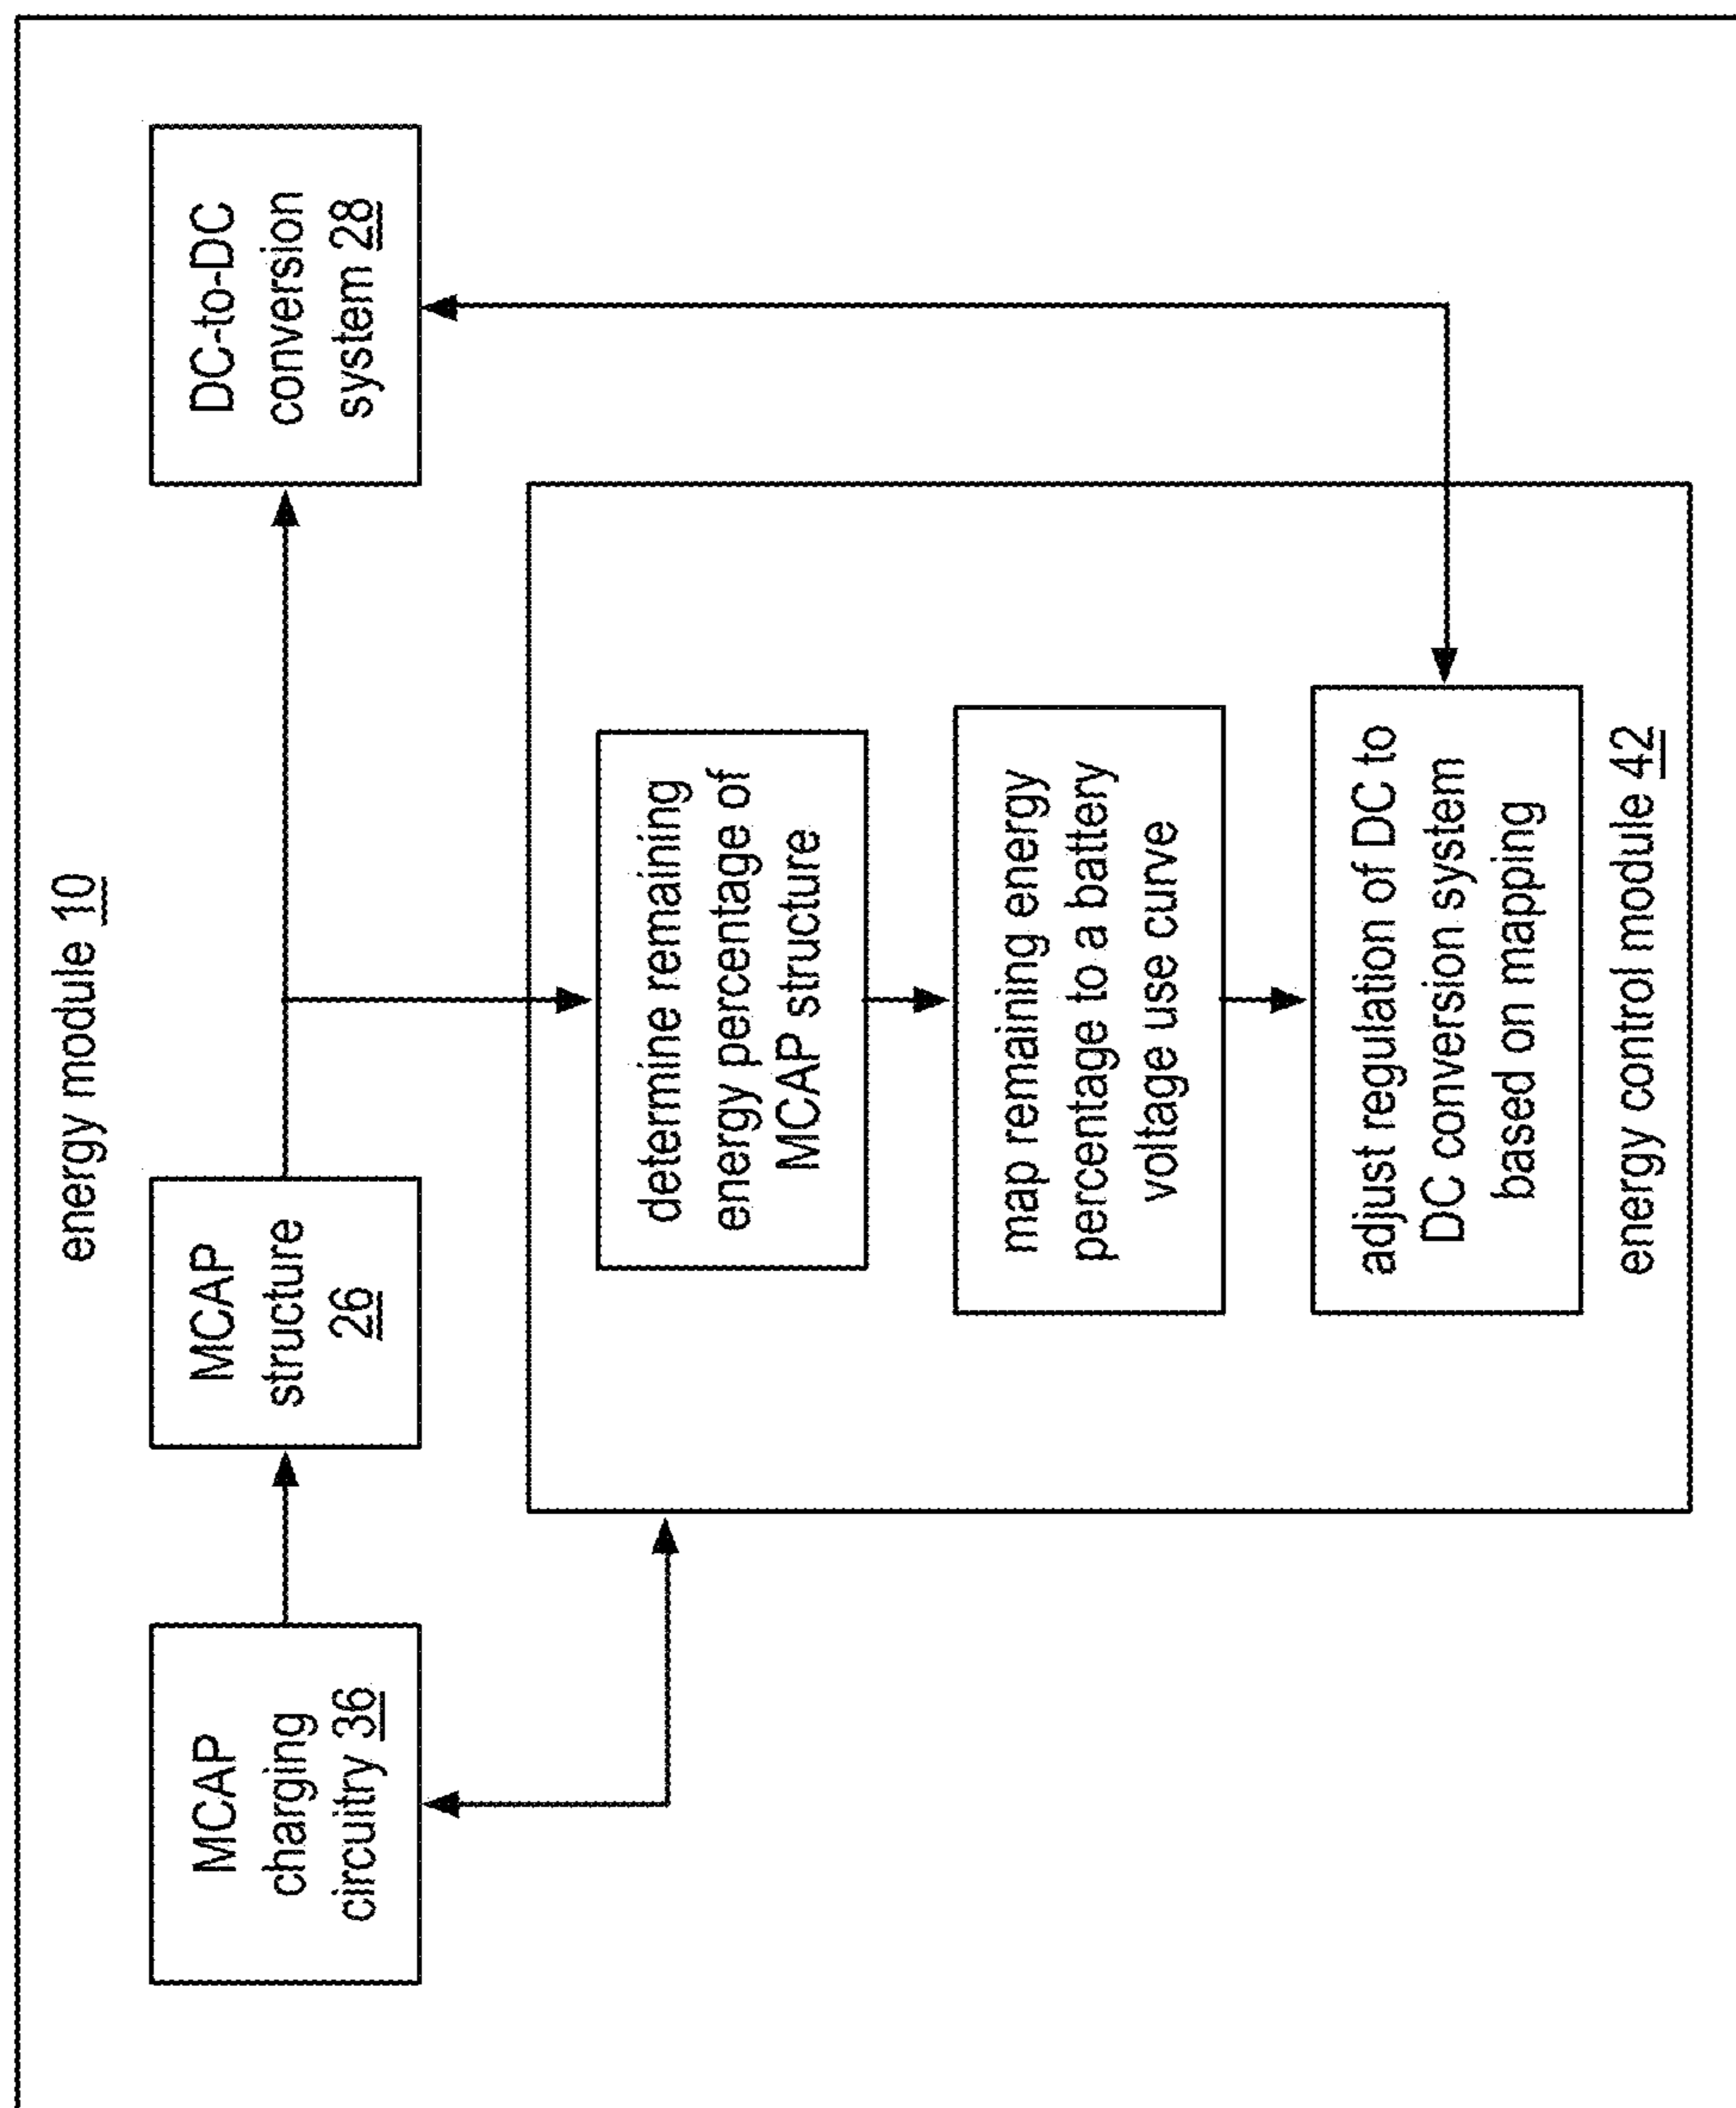 energy module 10
MCAP
charging
circuitry 36
MCAP
structure
26
DC-to-DC
conversion
system 28
determine remaining
energy percentage of
MCAP structure
map remaining energy
percentage to a battery
voltage use curve
adjust regulation of DC to
DC conversion system
based on mapping
energy control module 42